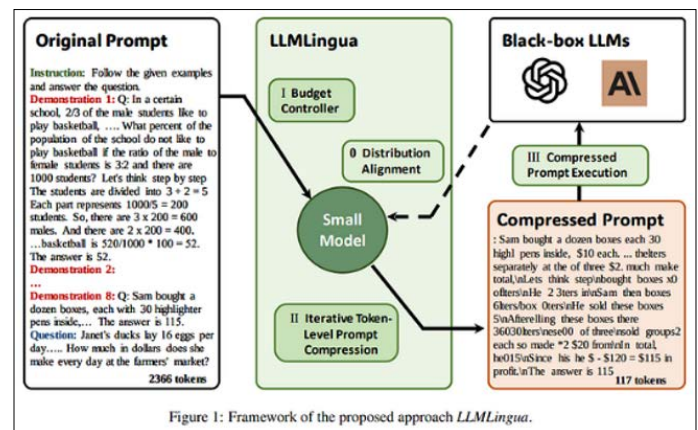 Original Prompt
Instruction: Follow the given examples
and answer the question.
Demonstration 1: Q: In a certain
school, 2/3 of the male students like to
play basketball, .... What percent of the
population of the school do not like to
play basketball if the ratio of the male to
female students is 3:2 and there are
1000 students? Let's think step by step
The students are divided into 3 + 2 = 5
Each part represents 1000/5 = 200
students. So, there are 3 x 200 = 600
males. And there are 2 x 200 = 400.
...basketball is 520/1000 * 100 = 52.
The answer is 52.
Demonstration 2:
...
Demonstration 8: Q: Sam bought a
dozen boxes, each with 30 highlighter
pens inside,... The answer is 115.
Question: Janet's ducks lay 16 eggs per
day..... How much in dollars does she
make every day at the farmers' market?
2366 tokens
LLMLingua
I Budget
Controller
0 Distribution
Alignment
Small
Model
II Iterative Token-
Level Prompt
Compression
Black-box LLMs
A\
III Compressed
Prompt Execution
Compressed Prompt
: Sam bought a dozen boxes each 30
highl pens inside, $10 each. ... thelters
separately at the of three $2. much make
total,\nLets think step\nbought boxes x0
oflters\nHe 2 3ters in\nSam then boxes
6lters/box 0ters\nHe sold these boxes
5\nAfterelling these boxes there
36030lters\nese00 of three\nsold groups2
each so made *2 $20 from\n\n total,
he015\nSince his he $ - $120 = $115 in
profit.\nThe answer is 115
117 tokens
Figure 1: Framework of the proposed approach LLMLingua.